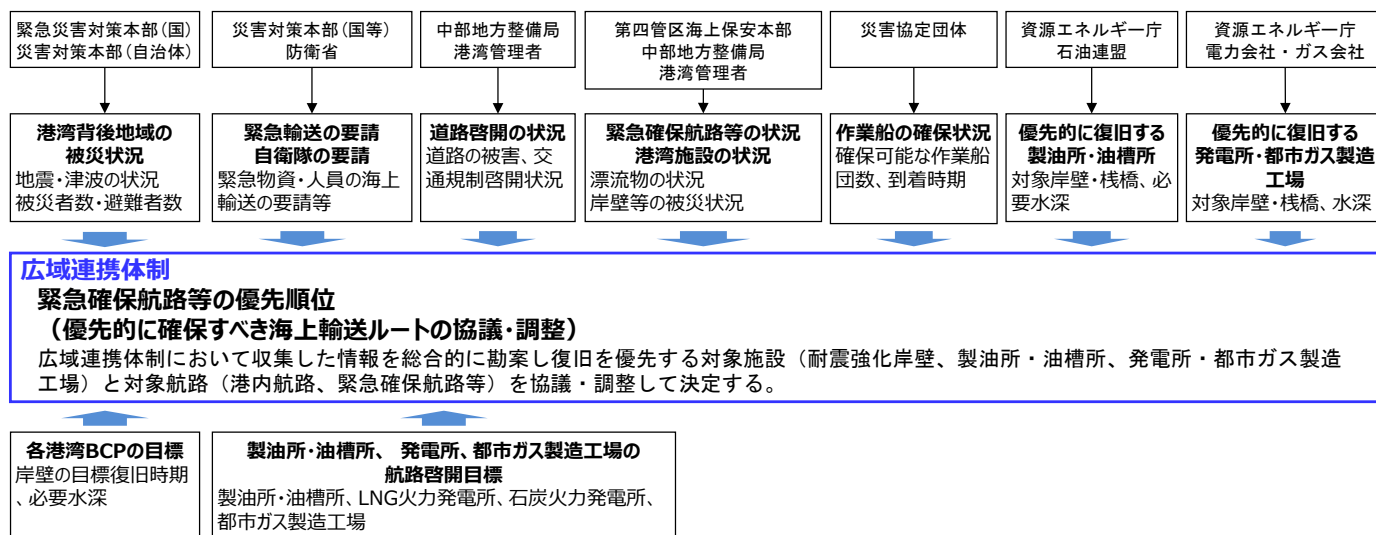 緊急災害対策本部(国)
災害対策本部(自治体)
災害対策本部(国等)
防衛省
中部地方整備局
港湾管理者
第四管区海上保安本部
中部地方整備局
港湾管理者
災害協定団体
資源エネルギー庁
石油連盟
資源エネルギー庁
電力会社・ガス会社
港湾背後地域の
被災状況
地震・津波の状況
被災者数・避難者数
緊急輸送の要請
自衛隊の要請
緊急物資・人員の海上
輸送の要請等
道路啓開の状況
道路の被害、交
通規制啓開状況
緊急確保航路等の状況
港湾施設の状況
漂流物の状況
岸壁等の被災状況
作業船の確保状況
確保可能な作業船
団数、到着時期
優先的に復旧する
製油所・油槽所
対象岸壁・桟橋、必
要水深
優先的に復旧する
発電所・都市ガス製造
工場
対象岸壁・桟橋、水深
広域連携体制
緊急確保航路等の優先順位
(優先的に確保すべき海上輸送ルートの協議・調整)
広域連携体制において収集した情報を総合的に勘案し復旧を優先する対象施設(耐震強化岸壁、製油所・油槽所、発電所・都市ガス製造
工場)と対象航路(港内航路、緊急確保航路等)を協議・調整して決定する。
各港湾BCPの目標
岸壁の目標復旧時期
、必要水深
製油所・油槽所、 発電所、都市ガス製造工場の
航路啓開目標
製油所・油槽所、LNG火力発電所、石炭火力発電所、
都市ガス製造工場